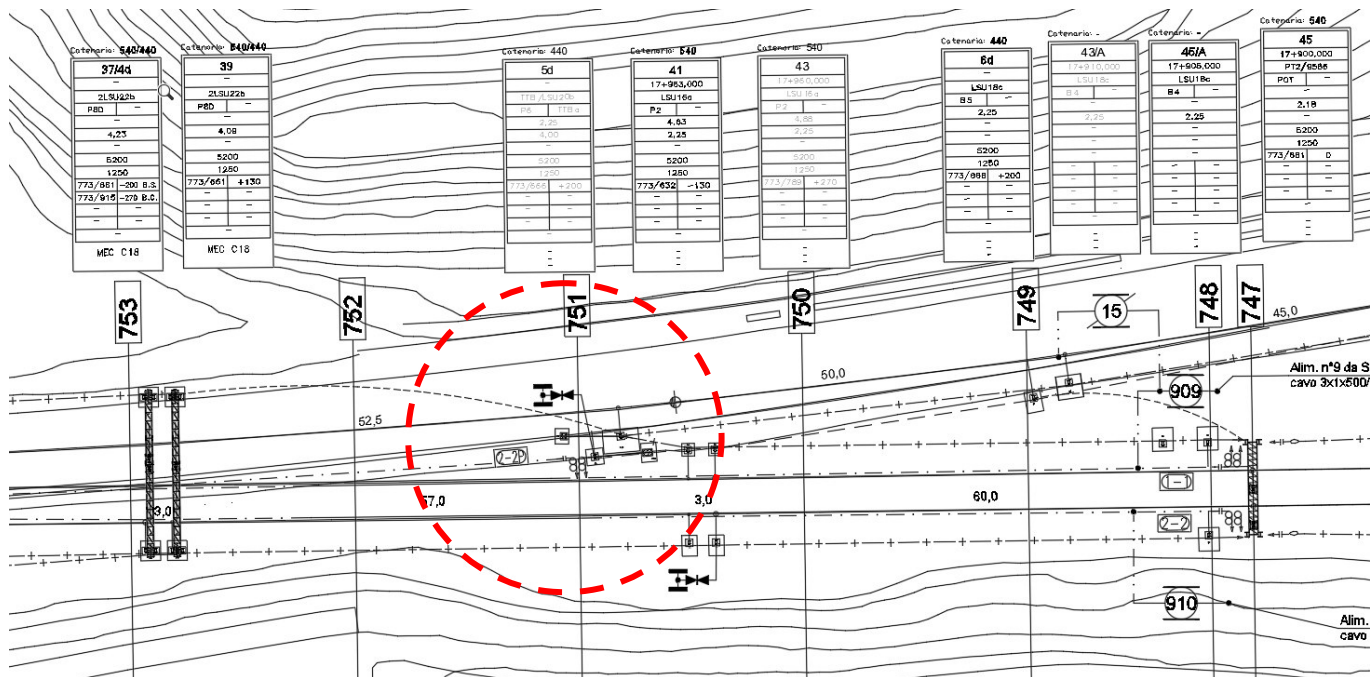 Catenaria: 540/440
37/4d
-
2LSU22b
P8D -
-
4,23
-
-
5200
1250
773/661 -200 B.S.
773/915 -270 B.C.
- -
- -
-
MEC C18
Catenaria: 540/440
39
-
2LSU22b
P8D -
-
4,09
-
-
5200
1250
773/661 +130
- -
- -
- -
-
MEC C18
Catenaria: 440
5d
-
TTB/LSU20b
P8 TTBa
2,25
4,00
-
5200
1250
773/666 +200
- -
- -
- -
-
Catenaria: 540
41
17+953,000
LSU16a
P2 -
4,83
2,25
-
5200
1250
773/632 -130
- -
- -
- -
-
Catenaria: 540
43
17+950,000
LSU16a
P2 -
4,88
2,25
-
5200
1250
773/789 +270
- -
- -
- -
-
Catenaria: 440
6d
-
LSU18c
B5 -
2,25
-
-
5200
1250
773/698 +200
- -
- -
-
Catenaria: -
43/A
17+910,000
LSU18c
B4 -
-
2,25
-
-
- -
- -
- -
- -
-
Catenaria: -
45/A
17+905,000
LSU18c
B4 -
-
2.25
-
-
- -
- -
- -
- -
-
Catenaria: 540
45
17+900,000
PT2/9586
POT -
-
2.18
-
5200
1250
773/681 0
- -
- -
- -
-
753
752
751
750
749
748
747
15
45,0
50,0
909
Alim. n°9 da S
cavo 3x1x500/
52,5
2-2P
1-1
57,0
3,0
60,0
3,0
2-2
910
Alim.
cavo